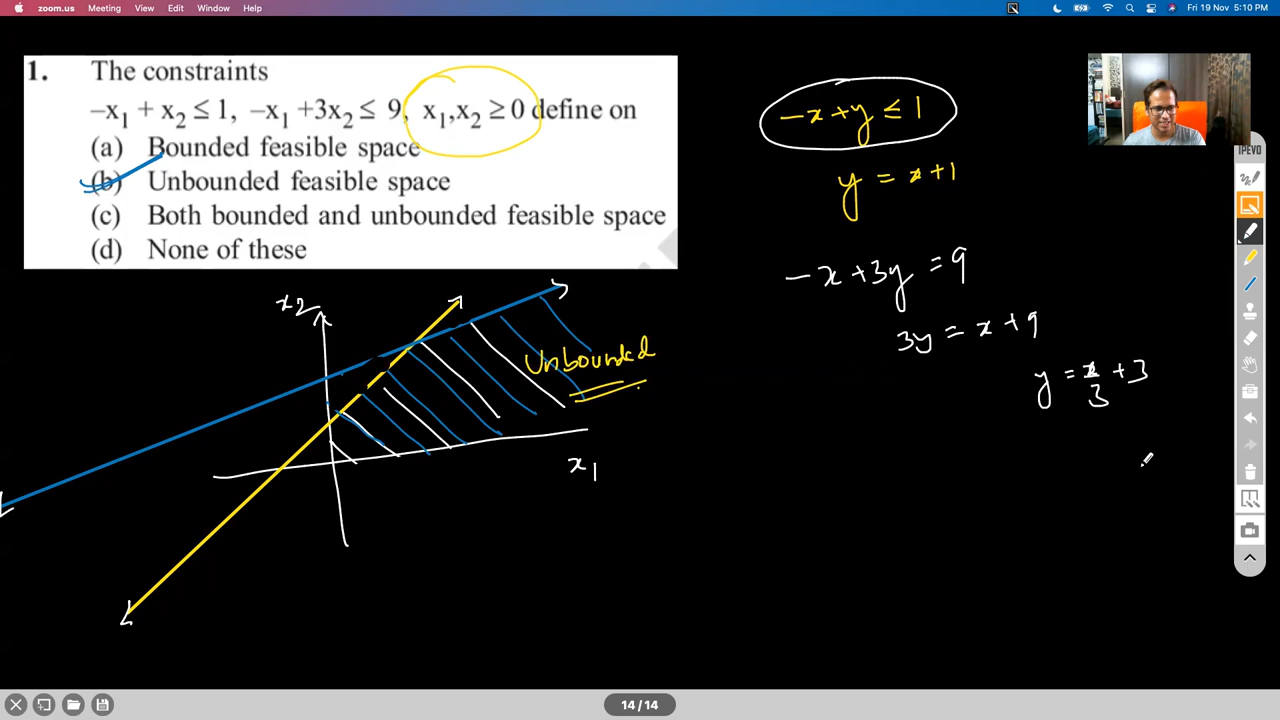 zoom.us Meeting View Edit Window Help Fri 19 Nov 5:10 PM
1. The constraints
–x₁ + x₂ ≤ 1, –x₁ +3x₂ ≤ 9, x₁,x₂ ≥ 0 define on
(a) Bounded feasible space
(b) Unbounded feasible space
(c) Both bounded and unbounded feasible space
(d) None of these
-x+y ≤ 1
y = x+1
-x+3y = 9
3y = x+9
y = x/3 +3
x₂
Unbounded
x₁
IPEVO
14 / 14